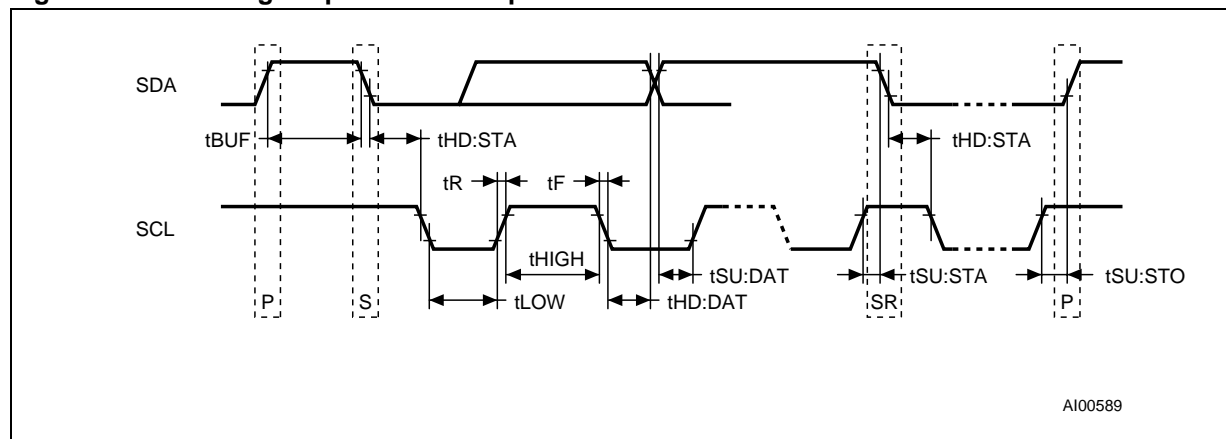 SDA
tBUF
tHD:STA
tHD:STA
tR
tF
SCL
tHIGH
tSU:DAT
tSU:STA
tSU:STO
tLOW
tHD:DAT
P
S
SR
P
AI00589